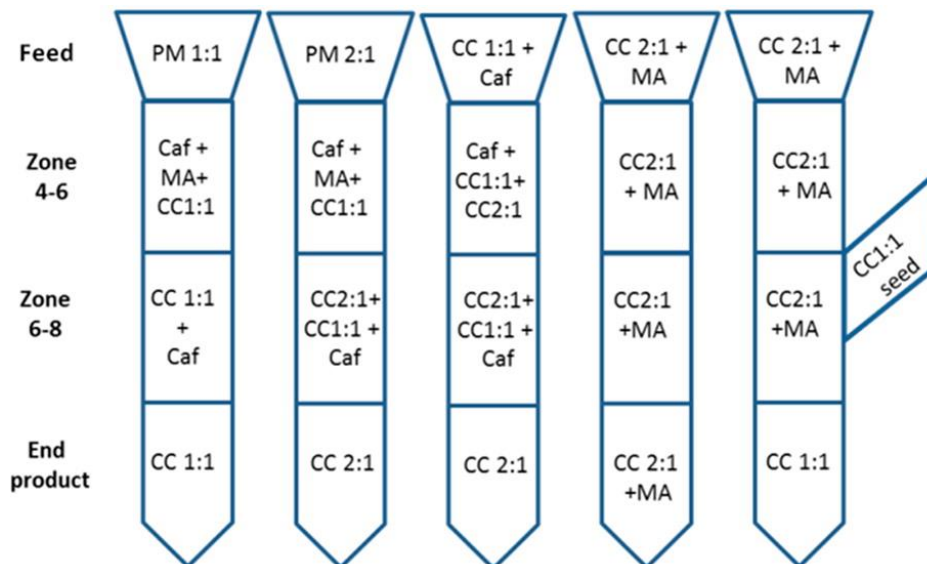 Feed
PM 1:1
PM 2:1
CC 1:1 +
Caf
CC 2:1 +
MA
CC 2:1 +
MA
Zone
4-6
Caf +
MA+
CC1:1
Caf +
MA+
CC1:1
Caf +
CC1:1+
CC2:1
CC2:1
+ MA
CC2:1
+ MA
CC1:1
seed
Zone
6-8
CC 1:1
+
Caf
CC2:1+
CC1:1 +
Caf
CC2:1+
CC1:1 +
Caf
CC2:1
+MA
CC2:1
+MA
End
product
CC 1:1
CC 2:1
CC 2:1
CC 2:1
+MA
CC 1:1